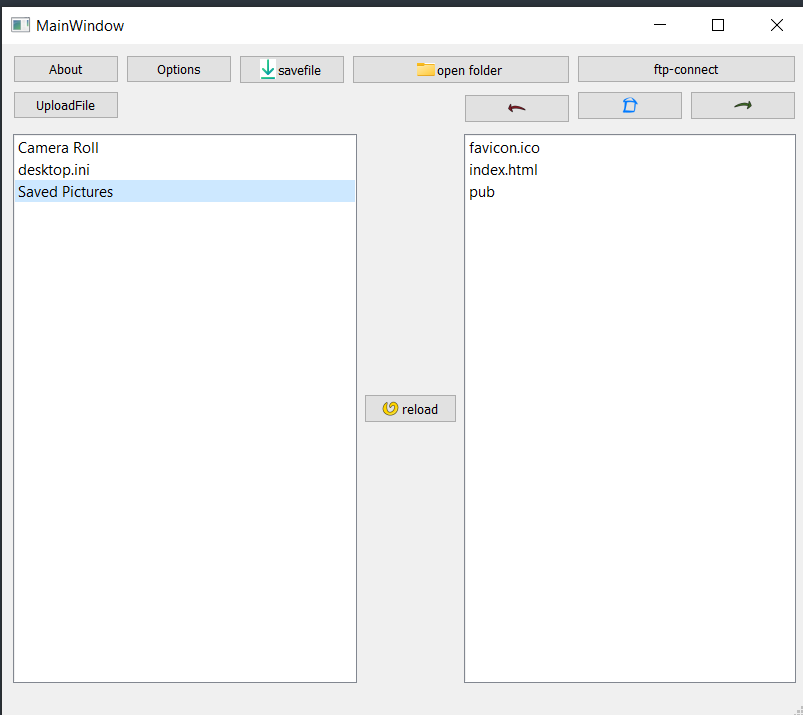 MainWindow
About
Options
savefile
open folder
ftp-connect
UploadFile
Camera Roll
desktop.ini
Saved Pictures
favicon.ico
index.html
pub
reload